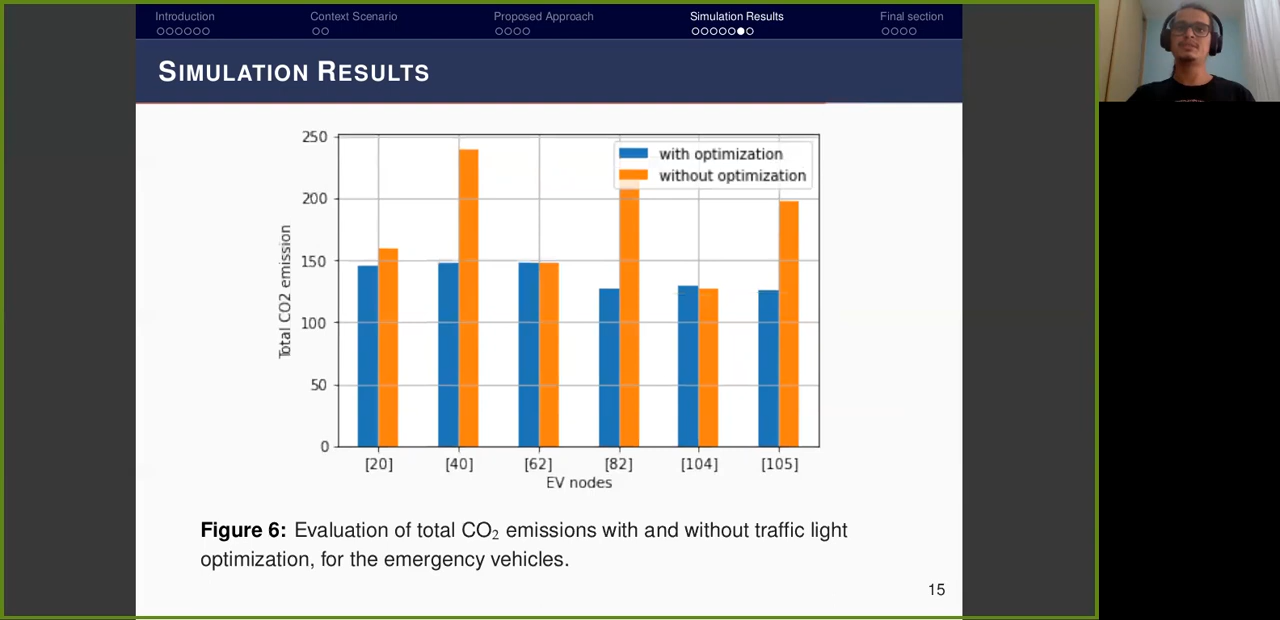 Introduction
Context Scenario
Proposed Approach
Simulation Results
Final section
SIMULATION RESULTS
250
200
150
100
50
0
Total CO2 emission
with optimization
without optimization
[20]
[40]
[62]
[82]
[104]
[105]
EV nodes
Figure 6: Evaluation of total CO₂ emissions with and without traffic light
optimization, for the emergency vehicles.
15